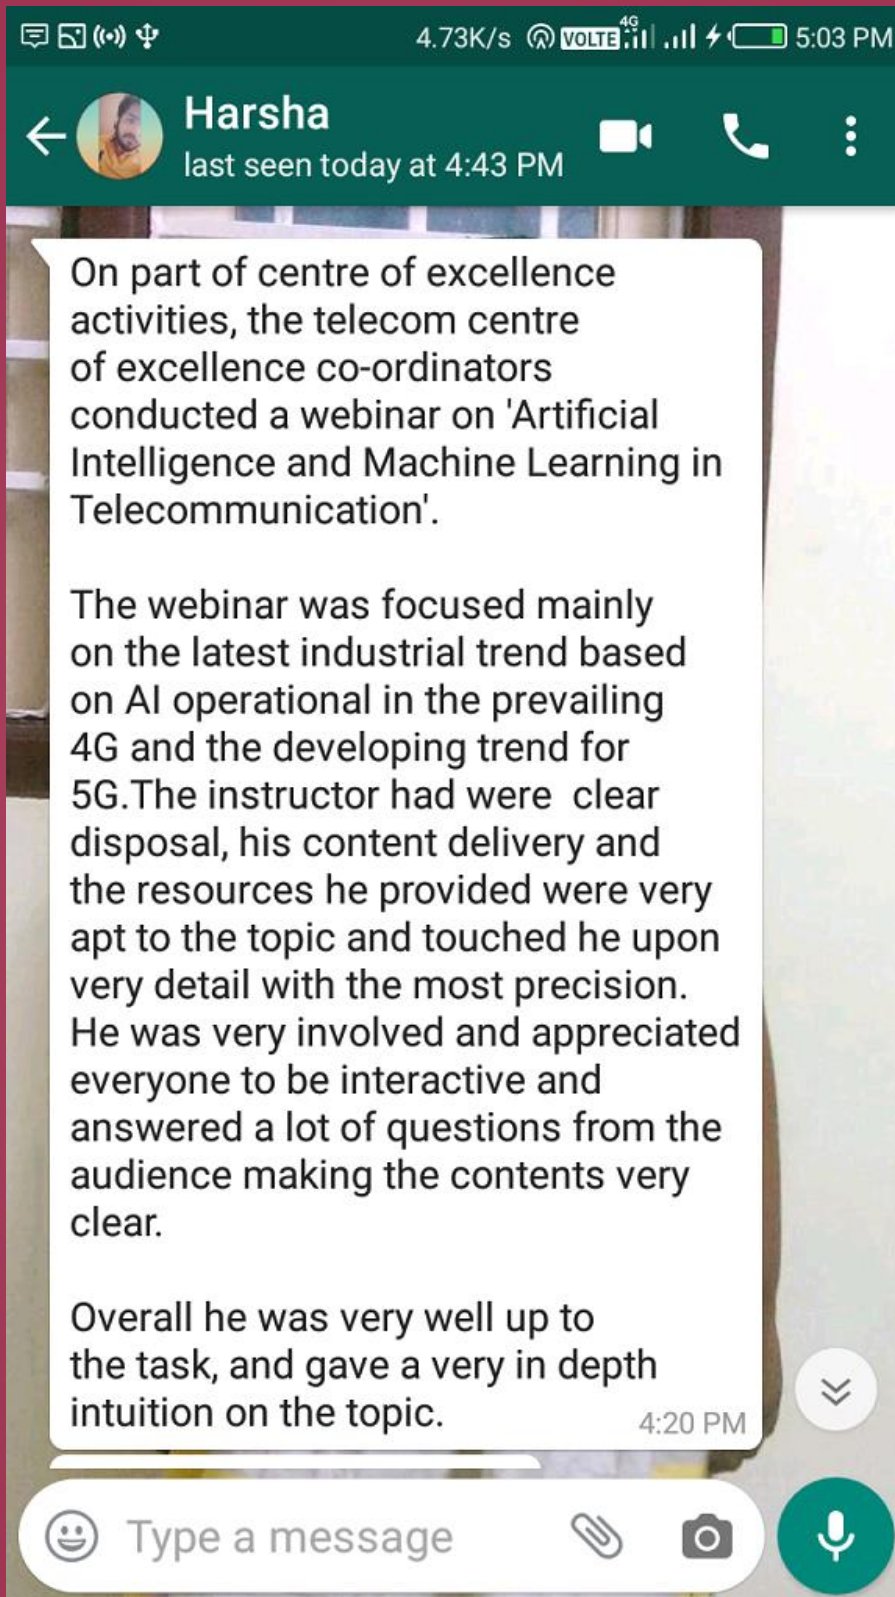 4.73K/s VOLTE 4G 5:03 PM
Harsha
last seen today at 4:43 PM
On part of centre of excellence
activities, the telecom centre
of excellence co-ordinators
conducted a webinar on 'Artificial
Intelligence and Machine Learning in
Telecommunication'.
The webinar was focused mainly
on the latest industrial trend based
on AI operational in the prevailing
4G and the developing trend for
5G.The instructor had were  clear
disposal, his content delivery and
the resources he provided were very
apt to the topic and touched he upon
very detail with the most precision.
He was very involved and appreciated
everyone to be interactive and
answered a lot of questions from the
audience making the contents very
clear.
Overall he was very well up to
the task, and gave a very in depth
intuition on the topic.
4:20 PM
Type a message